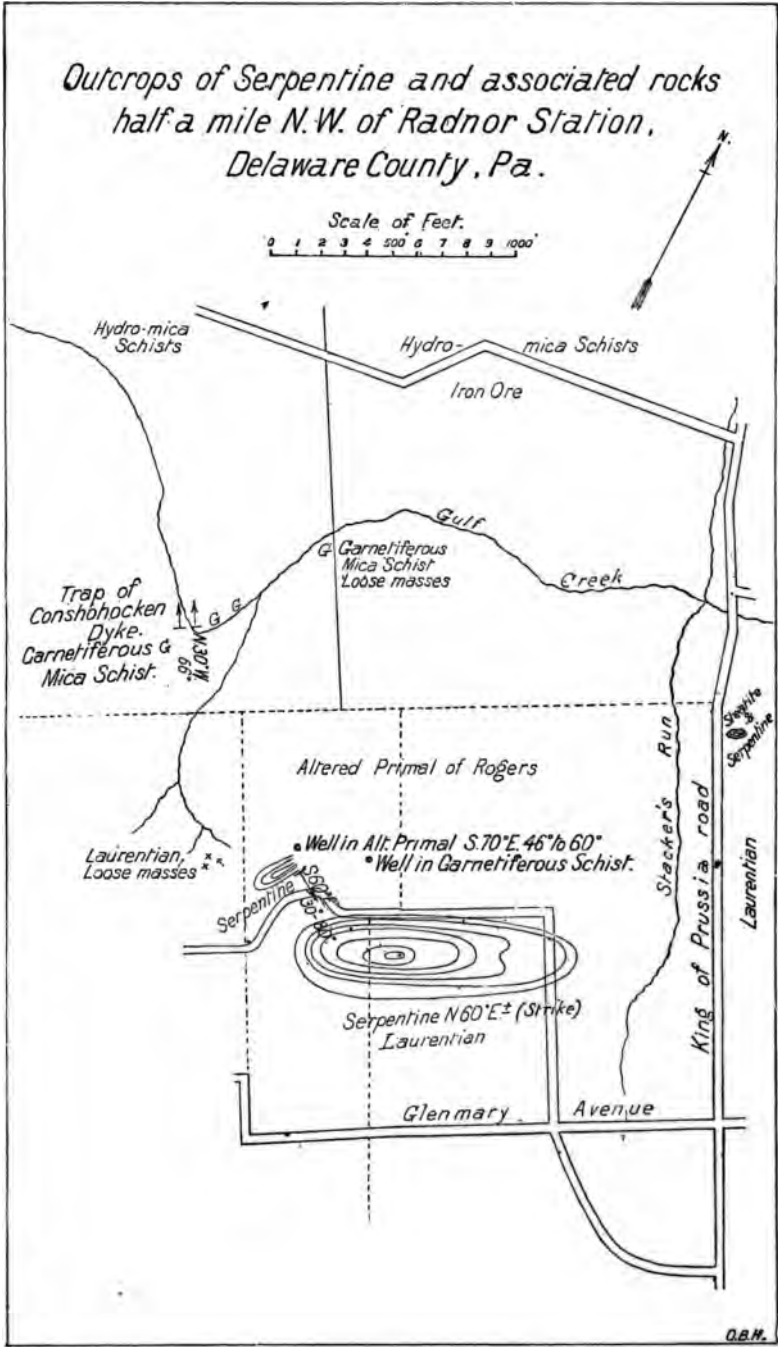 Outcrops of Serpentine and associated rocks
half a mile N.W. of Radnor Station,
Delaware County, Pa.
N.
Scale of Feet.
0 1 2 3 4 500' 6 7 8 9 1000'
Hydro-mica
Schists
Hydro- mica Schists
Iron Ore
Gulf
Creek
G Garnetiferous
Mica Schist
Loose masses
G
G
Trap of
Conshohocken
Dyke.
Garnetiferous G
Mica Schist.
N30°W.
66°
Steatite
&
Serpentine
Altered Primal of Rogers
Stacker's Run
King of Prussia road
Laurentian
Well in Alt. Primal S.70°E. 46° to 60°
Well in Garnetiferous Schist.
Laurentian,
Loose masses
Serpentine
Serpentine N60°E± (Strike)
Laurentian
Glenmary Avenue
O.B.H.